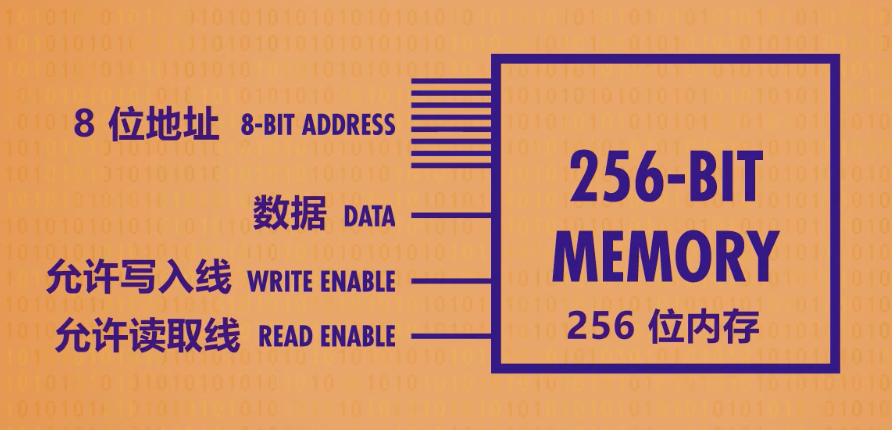 8 位地址 8-BIT ADDRESS
数据 DATA
允许写入线 WRITE ENABLE
允许读取线 READ ENABLE
256-BIT
MEMORY
256 位内存